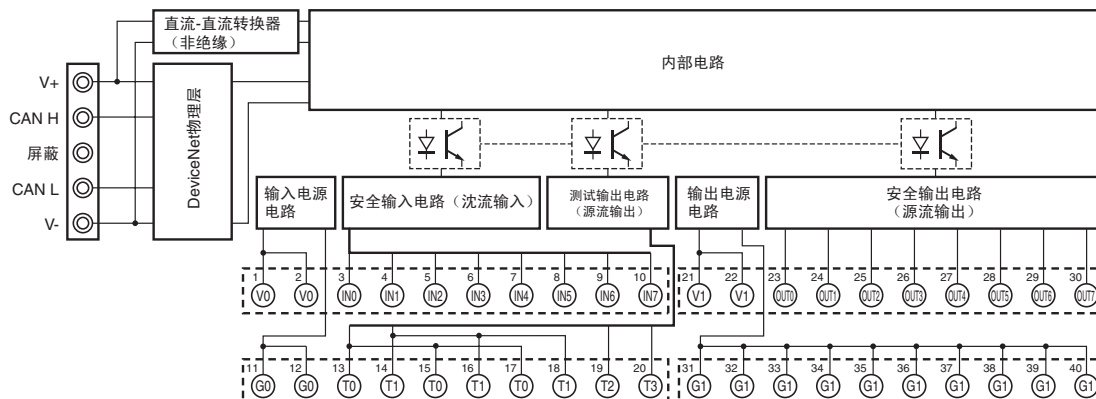 直流-直流转换器
（非绝缘）
内部电路
V+
CAN H
屏蔽
CAN L
V-
DeviceNet物理层
输入电源
电路
安全输入电路（沈流输入）
测试输出电路
（源流输出）
输出电源
电路
安全输出电路
（源流输出）
1 2 3 4 5 6 7 8 9 10
V0 V0 IN0 IN1 IN2 IN3 IN4 IN5 IN6 IN7
21 22 23 24 25 26 27 28 29 30
V1 V1 OUT0 OUT1 OUT2 OUT3 OUT4 OUT5 OUT6 OUT7
11 12 13 14 15 16 17 18 19 20
G0 G0 T0 T1 T0 T1 T0 T1 T2 T3
31 32 33 34 35 36 37 38 39 40
G1 G1 G1 G1 G1 G1 G1 G1 G1 G1